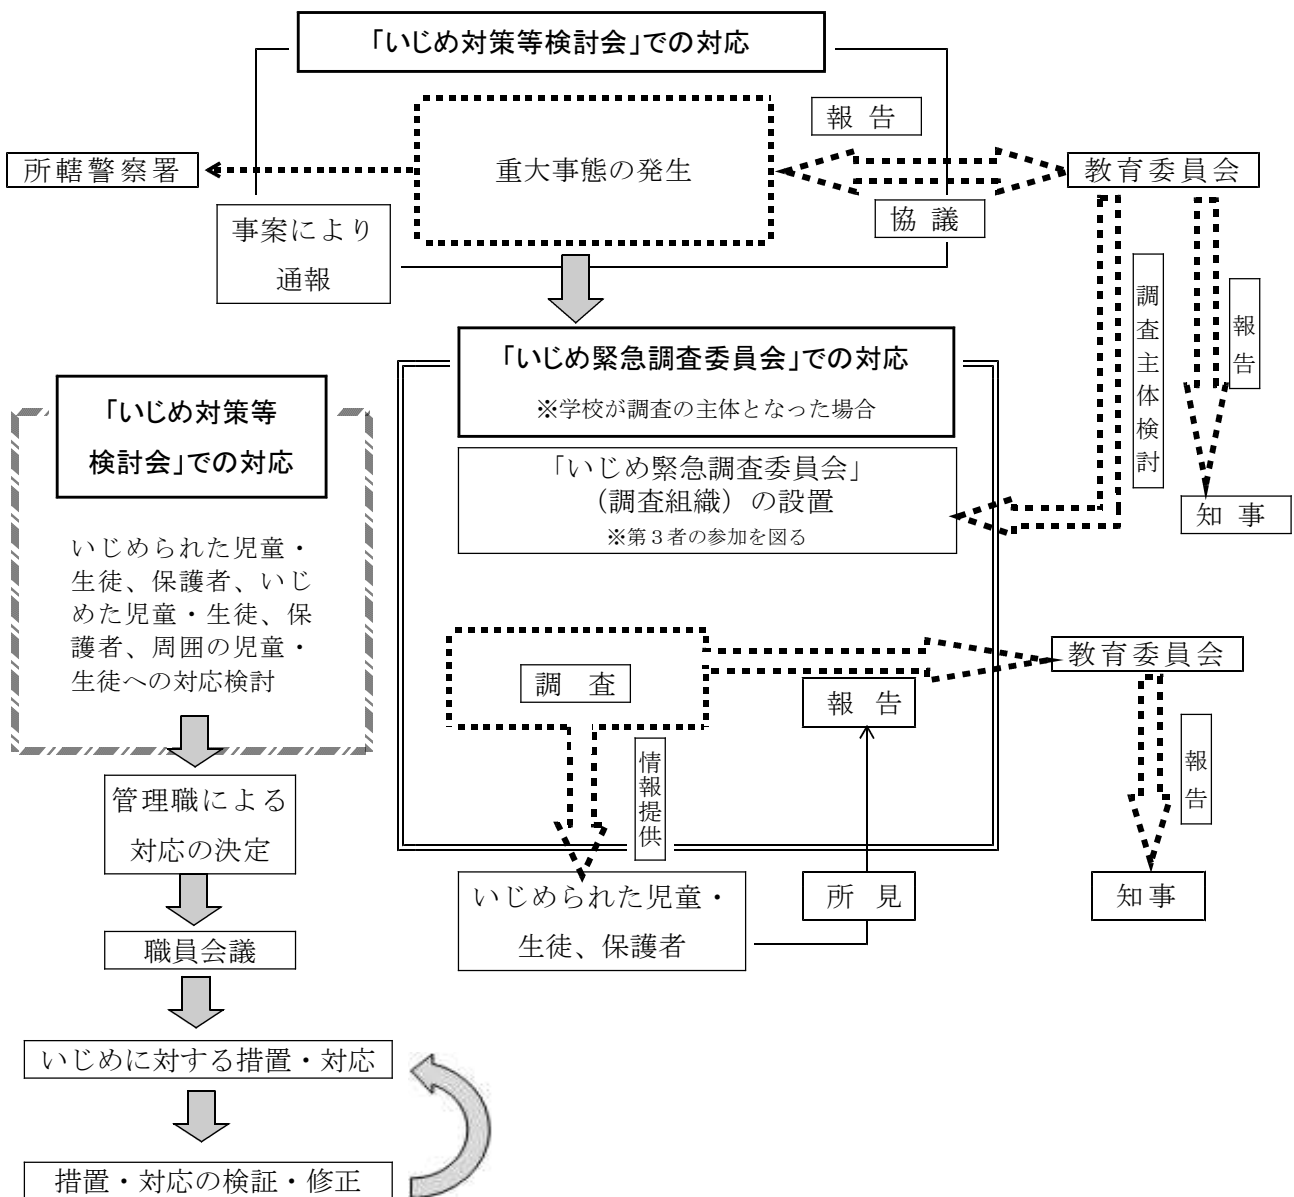 「いじめ対策等検討会」での対応
報 告
重大事態の発生
所轄警察署
教育委員会
協 議
事案により
通報
調査主体検討
報告
「いじめ緊急調査委員会」での対応
※学校が調査の主体となった場合
「いじめ緊急調査委員会」
（調査組織）の設置
※第３者の参加を図る
知 事
「いじめ対策等
検討会」での対応
いじめられた児童・
生徒、保護者、いじ
めた児童・生徒、保
護者、周囲の児童・
生徒への対応検討
調 査
教育委員会
報 告
情報提供
報告
管理職による
対応の決定
いじめられた児童・
生徒、保護者
所 見
知事
職員会議
いじめに対する措置・対応
措置・対応の検証・修正